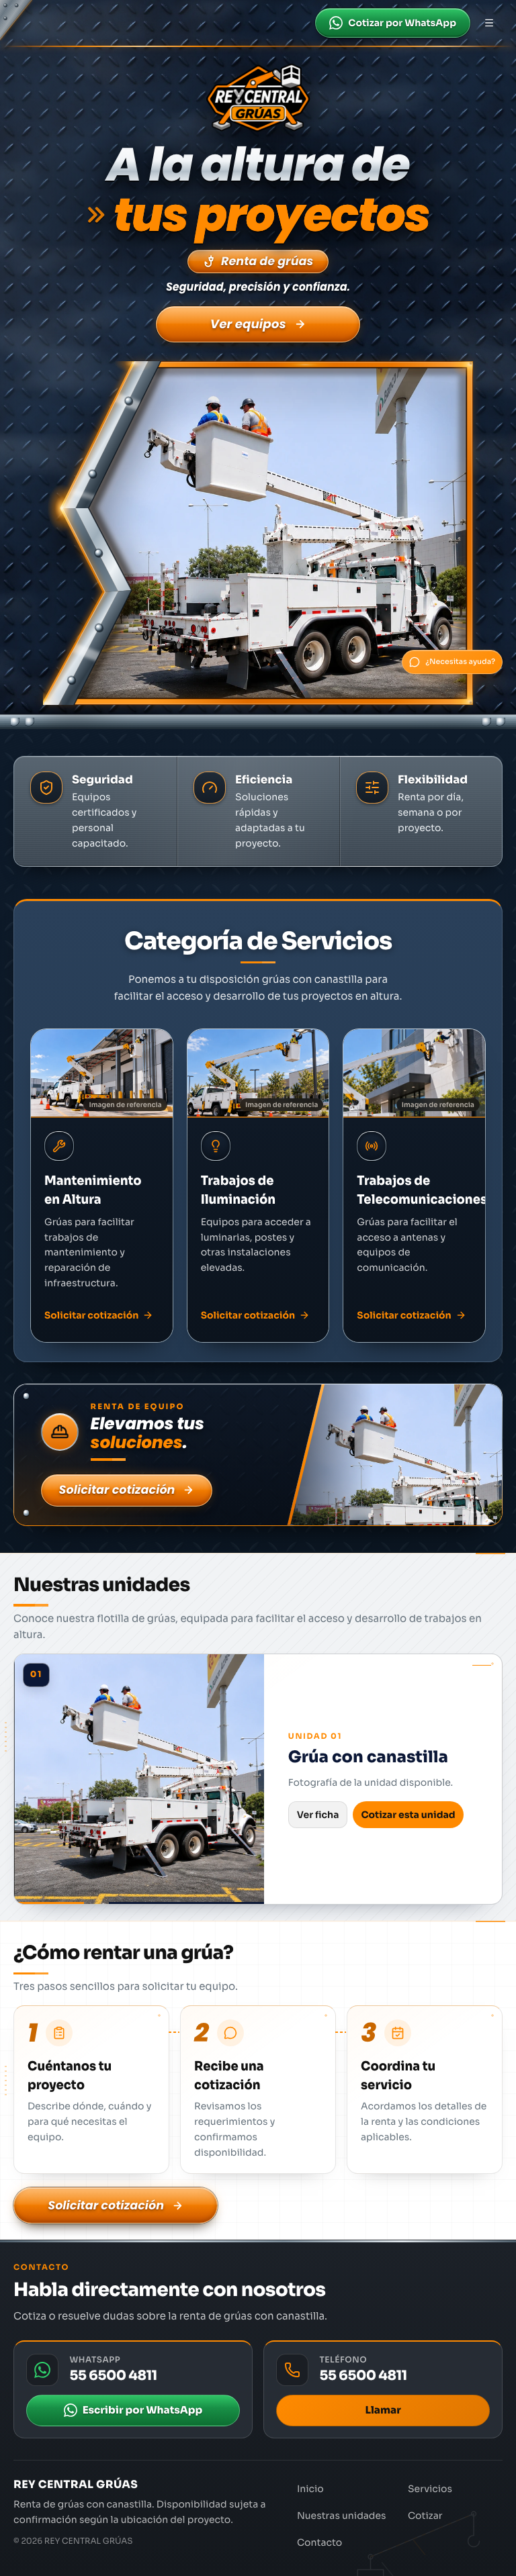 Cotizar por WhatsApp
REY CENTRAL
GRÚAS
A la altura de
» tus proyectos
Renta de grúas
Seguridad, precisión y confianza.
Ver equipos →
¿Necesitas ayuda?
Seguridad
Equipos
certificados y
personal
capacitado.
Eficiencia
Soluciones
rápidas y
adaptadas a tu
proyecto.
Flexibilidad
Renta por día,
semana o por
proyecto.
Categoría de Servicios
Ponemos a tu disposición grúas con canastilla para
facilitar el acceso y desarrollo de tus proyectos en altura.
Imagen de referencia
Mantenimiento
en Altura
Grúas para facilitar
trabajos de
mantenimiento y
reparación de
infraestructura.
Solicitar cotización →
Imagen de referencia
Trabajos de
Iluminación
Equipos para acceder a
luminarias, postes y
otras instalaciones
elevadas.
Solicitar cotización →
Imagen de referencia
Trabajos de
Telecomunicaciones
Grúas para facilitar el
acceso a antenas y
equipos de
comunicación.
Solicitar cotización →
RENTA DE EQUIPO
Elevamos tus
soluciones.
Solicitar cotización →
Nuestras unidades
Conoce nuestra flotilla de grúas, equipada para facilitar el acceso y desarrollo de trabajos en
altura.
01
UNIDAD 01
Grúa con canastilla
Fotografía de la unidad disponible.
Ver ficha
Cotizar esta unidad
¿Cómo rentar una grúa?
Tres pasos sencillos para solicitar tu equipo.
1
Cuéntanos tu
proyecto
Describe dónde, cuándo y
para qué necesitas el
equipo.
2
Recibe una
cotización
Revisamos los
requerimientos y
confirmamos
disponibilidad.
3
Coordina tu
servicio
Acordamos los detalles de
la renta y las condiciones
aplicables.
Solicitar cotización →
CONTACTO
Habla directamente con nosotros
Cotiza o resuelve dudas sobre la renta de grúas con canastilla.
WHATSAPP
55 6500 4811
Escribir por WhatsApp
TELÉFONO
55 6500 4811
Llamar
REY CENTRAL GRÚAS
Renta de grúas con canastilla. Disponibilidad sujeta a
confirmación según la ubicación del proyecto.
© 2026 REY CENTRAL GRÚAS
Inicio
Servicios
Nuestras unidades
Cotizar
Contacto